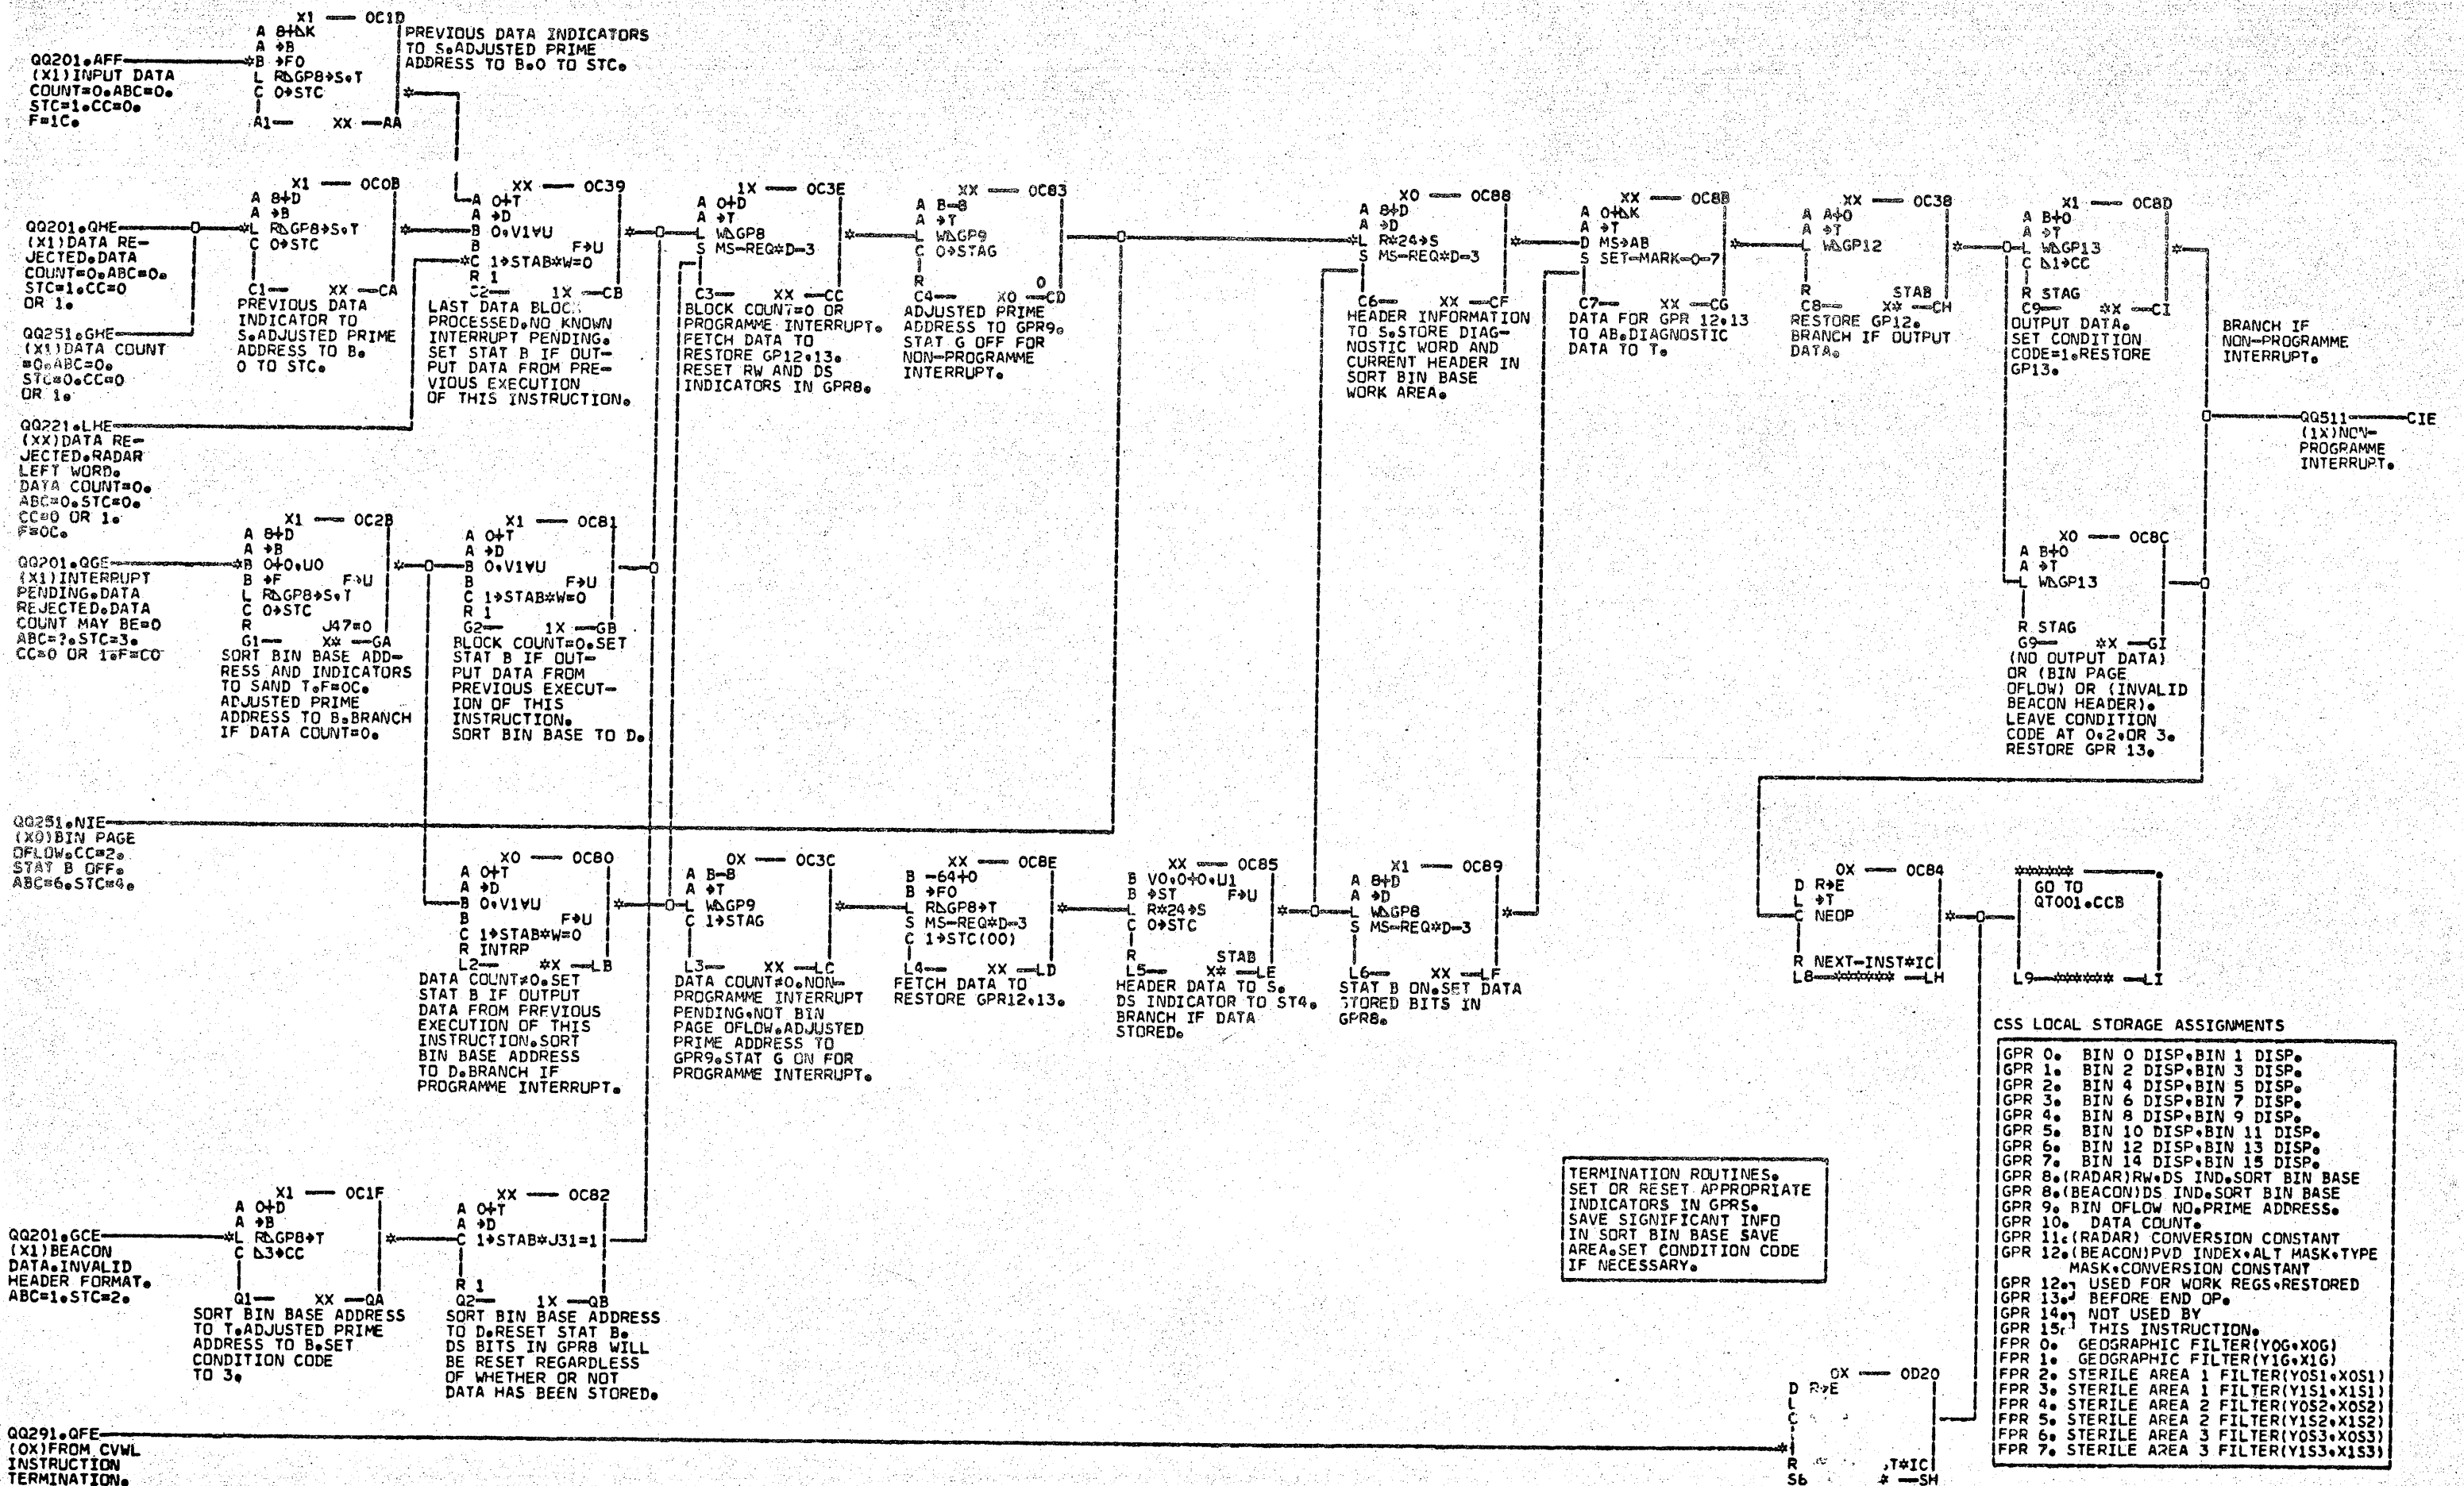 X1 — 0C1D
A 8+∆K
A →B
✲B →F0
L R∆GP8→S,T
C 0→STC
A1— XX —AA
PREVIOUS DATA INDICATORS
TO S.ADJUSTED PRIME
ADDRESS TO B.0 TO STC.
QQ201.AFF
(X1)INPUT DATA
COUNT=0.ABC=0.
STC=1.CC=0.
F=1C.
X1 — 0C0B
A 8+D
A →B
✲L R∆GP8→S,T
C 0→STC
C1— XX —CA
PREVIOUS DATA
INDICATOR TO
S.ADJUSTED PRIME
ADDRESS TO B.
0 TO STC.
QQ201.QHE
(X1)DATA RE-
JECTED.DATA
COUNT=0.ABC=0.
STC=1.CC=0
OR 1.
QQ251.GHE
(X1)DATA COUNT
=0.ABC=0.
STC=0.CC=0
OR 1.
QQ221.LHE
(XX)DATA RE-
JECTED.RADAR
LEFT WORD.
DATA COUNT=0.
ABC=0.STC=0.
CC=0 OR 1.
F=0C.
XX — 0C39
A 0+T
A →D
B 0,V1∀U
B F→U
✲C 1→STAB✲W=0
R 1
C2— 1X —CB
LAST DATA BLOCK
PROCESSED.NO KNOWN
INTERRUPT PENDING.
SET STAT B IF OUT-
PUT DATA FROM PRE-
VIOUS EXECUTION
OF THIS INSTRUCTION.
1X — 0C3E
A 0+D
A →T
L W∆GP8
S MS-REQ✲D-3
C3— XX —CC
BLOCK COUNT=0 OR
PROGRAMME INTERRUPT.
FETCH DATA TO
RESTORE GP12,13.
RESET RW AND DS
INDICATORS IN GPR8.
XX — 0C83
A B-8
A →T
L W∆GP9
C 0→STAG
R 0
C4— X0 —CD
ADJUSTED PRIME
ADDRESS TO GPR9.
STAT G OFF FOR
NON-PROGRAMME
INTERRUPT.
X0 — 0C88
A 8+D
A →D
✲L R✲24→S
S MS-REQ✲D-3
C6— XX —CF
HEADER INFORMATION
TO S.STORE DIAG-
NOSTIC WORD AND
CURRENT HEADER IN
SORT BIN BASE
WORK AREA.
XX — 0C8B
A 0+∆K
A →T
D MS→AB
S SET-MARK-0-7
C7— XX —CG
DATA FOR GPR 12,13
TO AB.DIAGNOSTIC
DATA TO T.
XX — 0C38
A A+0
A →T
L W∆GP12
R STAB
C8— X✲ —CH
RESTORE GP12.
BRANCH IF OUTPUT
DATA.
X1 — 0C8D
A B+0
A →T
L W∆GP13
C ∆1→CC
R STAG
C9— ✲X —CI
OUTPUT DATA.
SET CONDITION
CODE=1.RESTORE
GP13.
BRANCH IF
NON-PROGRAMME
INTERRUPT.
QQ511 — CIE
(1X)NON-
PROGRAMME
INTERRUPT.
QQ201.QGE
(X1)INTERRUPT
PENDING.DATA
REJECTED.DATA
COUNT MAY BE=0
ABC=?.STC=3.
CC=0 OR 1.F=C0
X1 — 0C2B
A 8+D
A →B
✲B 0+0,U0
B →F F→U
L R∆GP8→S,T
C 0→STC
R J47=0
G1— X✲ —GA
SORT BIN BASE ADD-
RESS AND INDICATORS
TO SAND T.F=0C.
ADJUSTED PRIME
ADDRESS TO B.BRANCH
IF DATA COUNT=0.
X1 — 0C81
A 0+T
A →D
B 0,V1∀U
B F→U
C 1→STAB✲W=0
R 1
G2— 1X —GB
BLOCK COUNT=0.SET
STAT B IF OUT-
PUT DATA FROM
PREVIOUS EXECUT-
ION OF THIS
INSTRUCTION.
SORT BIN BASE TO D.
X0 — 0C8C
A B+0
A →T
L W∆GP13
R STAG
G9— ✲X —GI
(NO OUTPUT DATA)
OR (BIN PAGE
OFLOW) OR (INVALID
BEACON HEADER).
LEAVE CONDITION
CODE AT 0,2,OR 3.
RESTORE GPR 13.
QQ251.NIE
(X0)BIN PAGE
OFLOW.CC=2.
STAT B OFF.
ABC=6.STC=4.
X0 — 0C80
A 0+T
A →D
B 0,V1∀U
B F→U
C 1→STAB✲W=0
R INTRP
L2— ✲X —LB
DATA COUNT≠0.SET
STAT B IF OUTPUT
DATA FROM PREVIOUS
EXECUTION OF THIS
INSTRUCTION.SORT
BIN BASE ADDRESS
TO D.BRANCH IF
PROGRAMME INTERRUPT.
0X — 0C3C
A B-8
A →T
L W∆GP9
C 1→STAG
L3— XX —LC
DATA COUNT≠0.NON-
PROGRAMME INTERRUPT
PENDING,NOT BIN
PAGE OFLOW.ADJUSTED
PRIME ADDRESS TO
GPR9.STAT G ON FOR
PROGRAMME INTERRUPT.
XX — 0C8E
B -64+0
B →F0
L R∆GP8→T
S MS-REQ✲D-3
C 1→STC(00)
L4— XX —LD
FETCH DATA TO
RESTORE GPR12,13.
XX — 0C85
B V0,0+0,U1
B →ST F→U
L R✲24→S
C 0→STC
R STAB
L5— X✲ —LE
HEADER DATA TO S.
DS INDICATOR TO ST4.
BRANCH IF DATA
STORED.
X1 — 0C89
A 8+D
A →D
L W∆GP8
S MS-REQ✲D-3
L6— XX —LF
STAT B ON.SET DATA
STORED BITS IN
GPR8.
0X — 0C84
D R→E
L →T
C NEOP
R NEXT-INST✲IC
L8—✲✲✲✲✲✲ —LH
✲✲✲✲✲✲
GO TO
QT001.CCB
L9—✲✲✲✲✲✲ —LI
QQ201.GCE
(X1)BEACON
DATA.INVALID
HEADER FORMAT.
ABC=1.STC=2.
X1 — 0C1F
A 0+D
A →B
✲L R∆GP8→T
C ∆3→CC
Q1— XX —QA
SORT BIN BASE ADDRESS
TO T.ADJUSTED PRIME
ADDRESS TO B.SET
CONDITION CODE
TO 3.
XX — 0C82
A 0+T
A →D
C 1→STAB✲J31=1
R 1
Q2— 1X —QB
SORT BIN BASE ADDRESS
TO D.RESET STAT B.
DS BITS IN GPR8 WILL
BE RESET REGARDLESS
OF WHETHER OR NOT
DATA HAS BEEN STORED.
TERMINATION ROUTINES.
SET OR RESET APPROPRIATE
INDICATORS IN GPRS.
SAVE SIGNIFICANT INFO
IN SORT BIN BASE SAVE
AREA.SET CONDITION CODE
IF NECESSARY.
CSS LOCAL STORAGE ASSIGNMENTS
GPR 0. BIN 0 DISP,BIN 1 DISP.
GPR 1. BIN 2 DISP,BIN 3 DISP.
GPR 2. BIN 4 DISP,BIN 5 DISP.
GPR 3. BIN 6 DISP,BIN 7 DISP.
GPR 4. BIN 8 DISP,BIN 9 DISP.
GPR 5. BIN 10 DISP,BIN 11 DISP.
GPR 6. BIN 12 DISP,BIN 13 DISP.
GPR 7. BIN 14 DISP,BIN 15 DISP.
GPR 8.(RADAR)RW,DS IND.SORT BIN BASE
GPR 8.(BEACON)DS IND.SORT BIN BASE
GPR 9. BIN OFLOW NO.PRIME ADDRESS.
GPR 10. DATA COUNT.
GPR 11.(RADAR) CONVERSION CONSTANT
GPR 12.(BEACON)PVD INDEX,ALT MASK,TYPE
MASK,CONVERSION CONSTANT
GPR 12. USED FOR WORK REGS,RESTORED
GPR 13. BEFORE END OP.
GPR 14. NOT USED BY
GPR 15. THIS INSTRUCTION.
FPR 0. GEOGRAPHIC FILTER(Y0G,X0G)
FPR 1. GEOGRAPHIC FILTER(Y1G,X1G)
FPR 2. STERILE AREA 1 FILTER(Y0S1,X0S1)
FPR 3. STERILE AREA 1 FILTER(Y1S1,X1S1)
FPR 4. STERILE AREA 2 FILTER(Y0S2,X0S2)
FPR 5. STERILE AREA 2 FILTER(Y1S2,X1S2)
FPR 6. STERILE AREA 3 FILTER(Y0S3,X0S3)
FPR 7. STERILE AREA 3 FILTER(Y1S3,X1S3)
QQ291.QFE
(0X)FROM CVWL
INSTRUCTION
TERMINATION.
0X — 0D20
D R→E
L
C
R T✲IC
S6 ✲ —SH